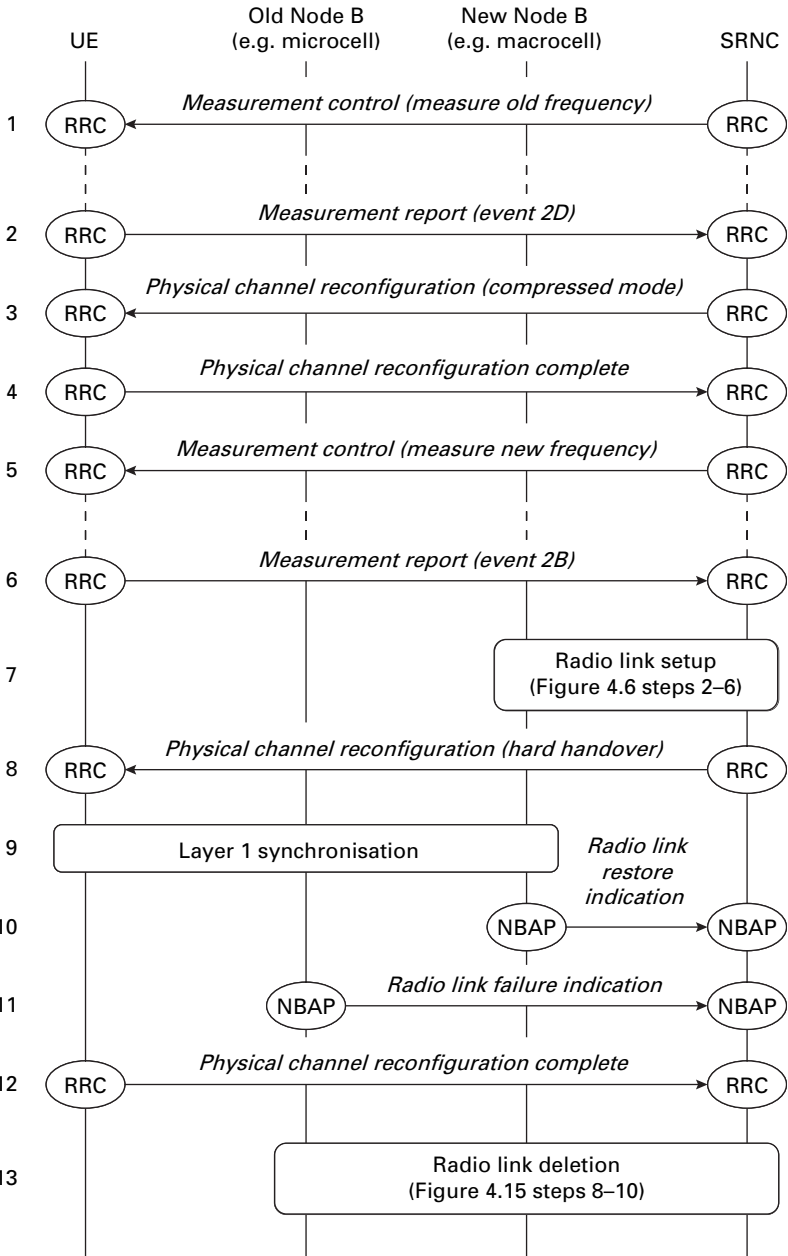 Old Node B New Node B
UE (e.g. microcell) (e.g. macrocell) SRNC
Measurement control (measure old frequency)
1 RRC RRC
Measurement report (event 2D)
2 RRC RRC
Physical channel reconfiguration (compressed mode)
3 RRC RRC
Physical channel reconfiguration complete
4 RRC RRC
Measurement control (measure new frequency)
5 RRC RRC
Measurement report (event 2B)
6 RRC RRC
Radio link setup
7 (Figure 4.6 steps 2–6)
Physical channel reconfiguration (hard handover)
8 RRC RRC
9 Layer 1 synchronisation
Radio link
restore
indication
10 NBAP NBAP
Radio link failure indication
11 NBAP NBAP
Physical channel reconfiguration complete
12 RRC RRC
Radio link deletion
13 (Figure 4.15 steps 8–10)